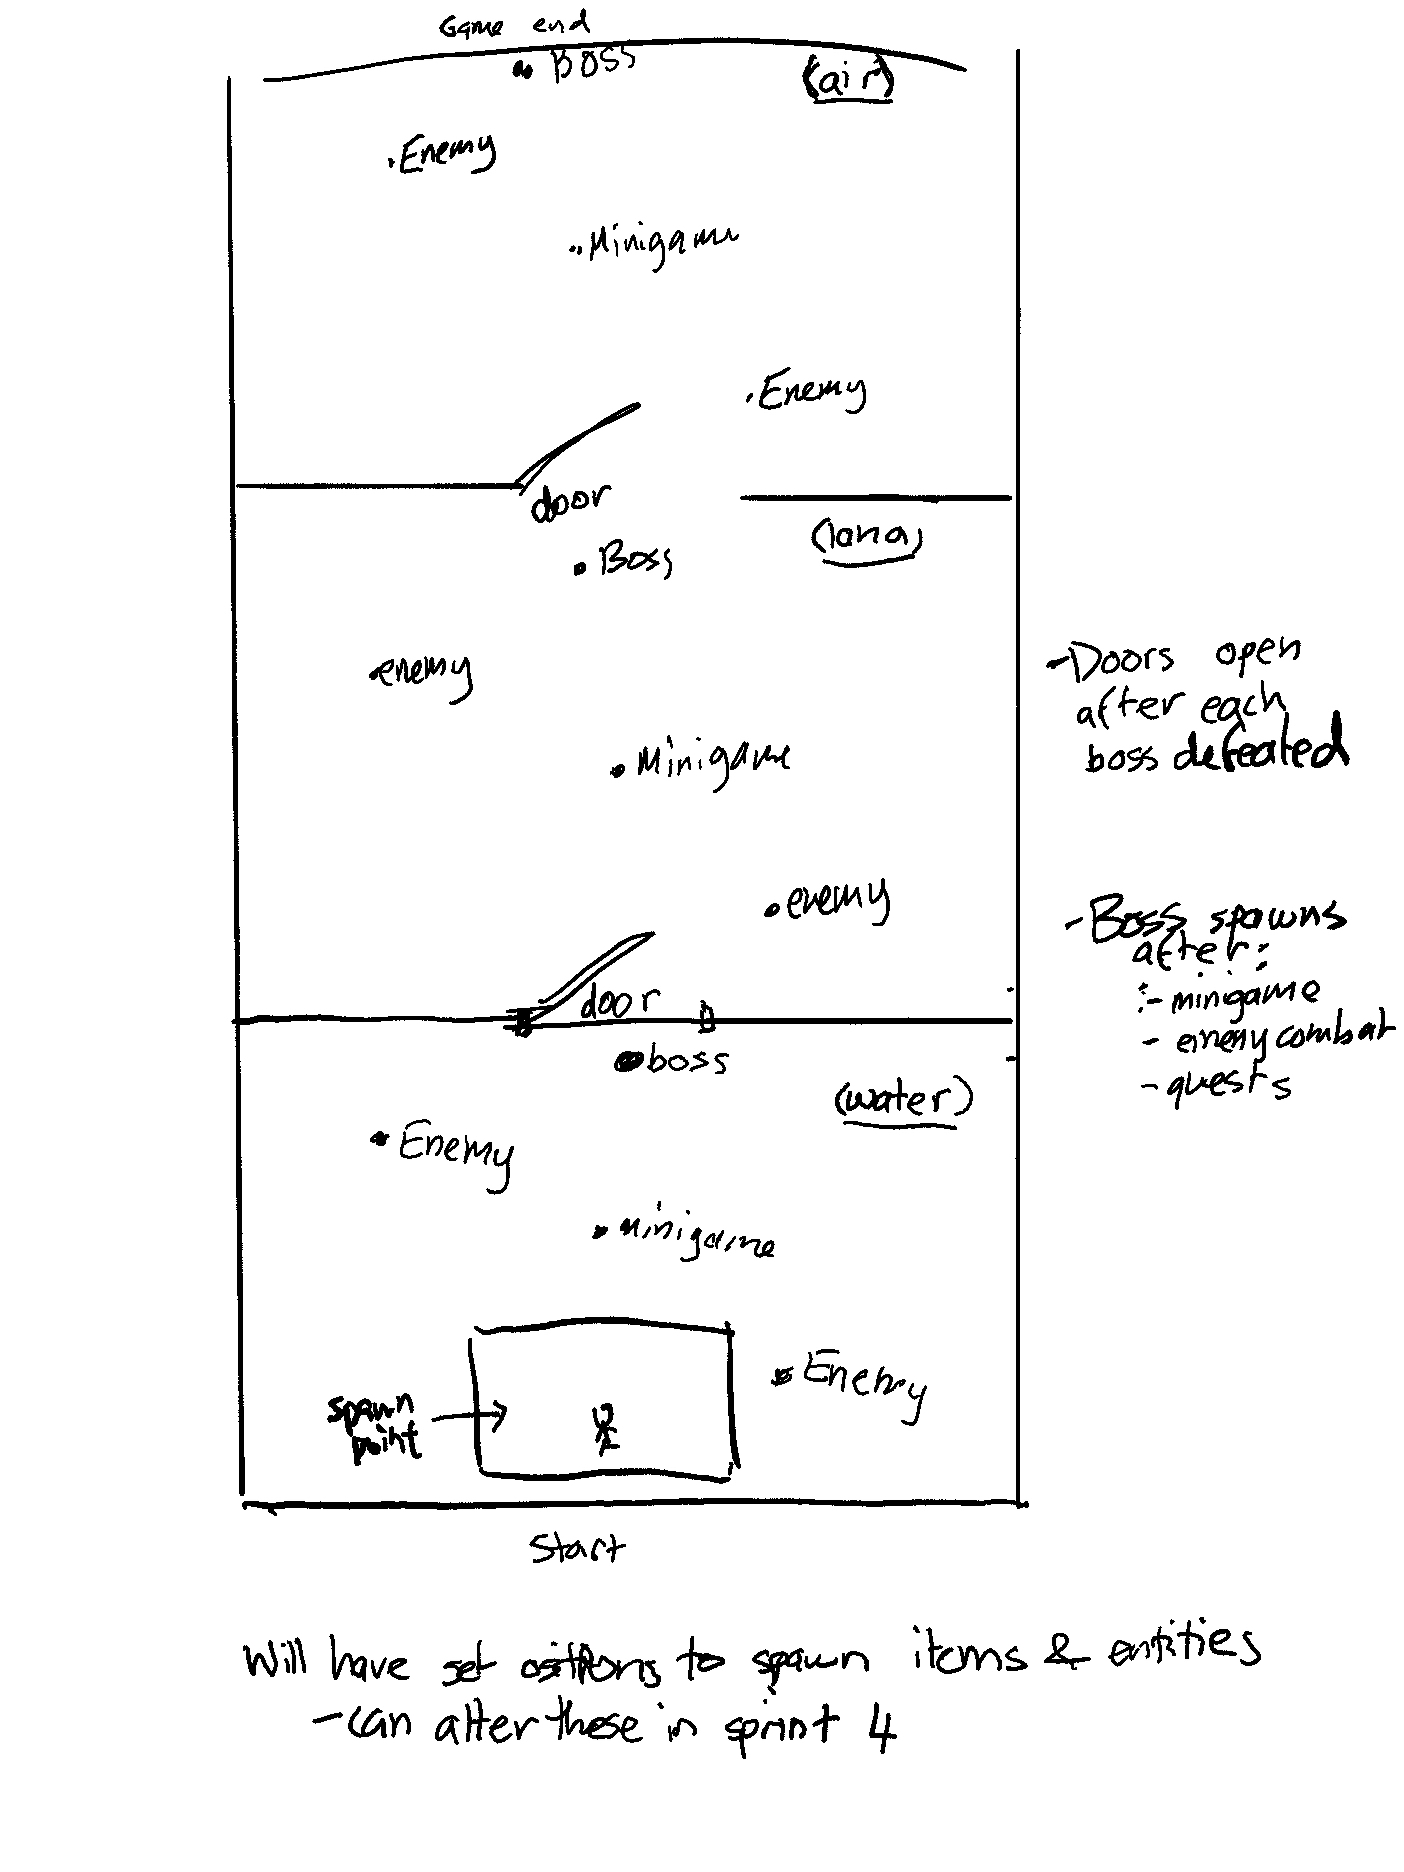 Game end
BOSS
(air)
Enemy
Minigame
Enemy
door
(land)
Boss
enemy
-Doors open
after each
boss defeated
Minigame
enemy
-Boss spawns
after:
- minigame
- enemy combat
- quests
door
boss
(water)
Enemy
minigame
Enemy
spawn
point
Start
Will have set to spawn items & entities
- can alter these in sprint 4